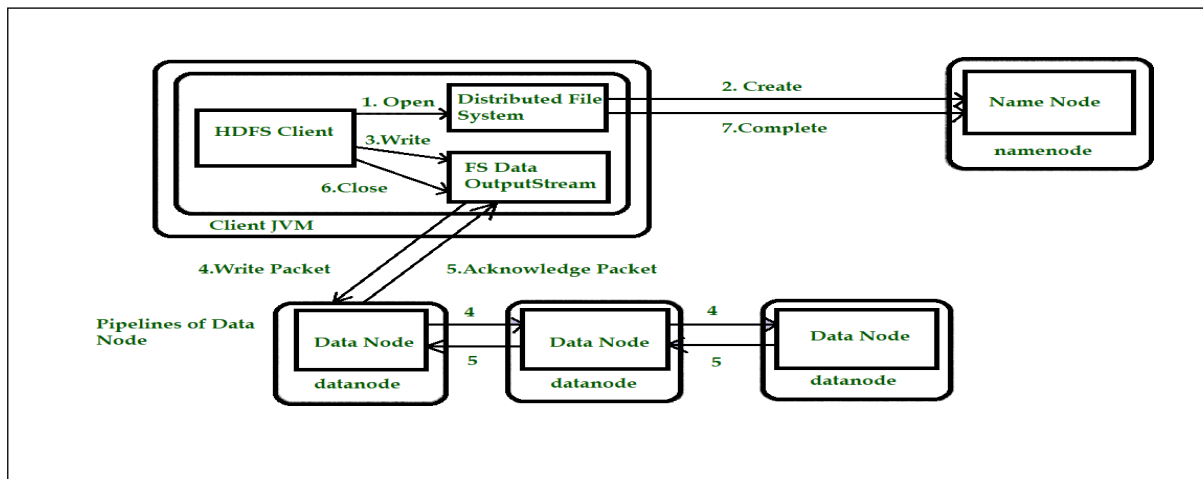 2. Create
1. Open
Distributed File
System
Name Node
HDFS Client
3.Write
7.Complete
namenode
FS Data
OutputStream
6.Close
Client JVM
4.Write Packet
5.Acknowledge Packet
Pipelines of Data
Node
4
4
Data Node
Data Node
Data Node
5
5
datanode
datanode
datanode